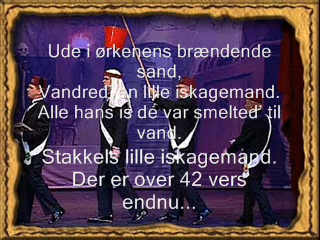 Ude i ørkenens brændende
sand,
Vandred' en lille iskagemand.
Alle hans is de var smelted' til
vand.
Stakkels lille iskagemand.
Der er over 42 vers
endnu...